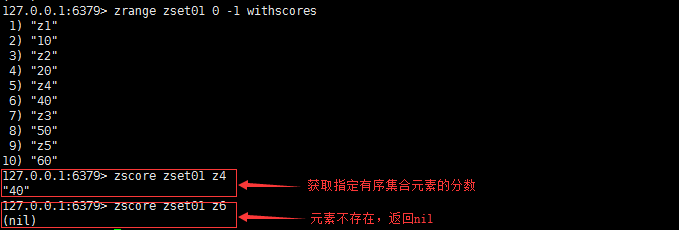 127.0.0.1:6379> zrange zset01 0 -1 withscores
1) "z1"
2) "10"
3) "z2"
4) "20"
5) "z4"
6) "40"
7) "z3"
8) "50"
9) "z5"
10) "60"
127.0.0.1:6379> zscore zset01 z4
"40"
获取指定有序集合元素的分数
127.0.0.1:6379> zscore zset01 z6
(nil)
元素不存在，返回nil